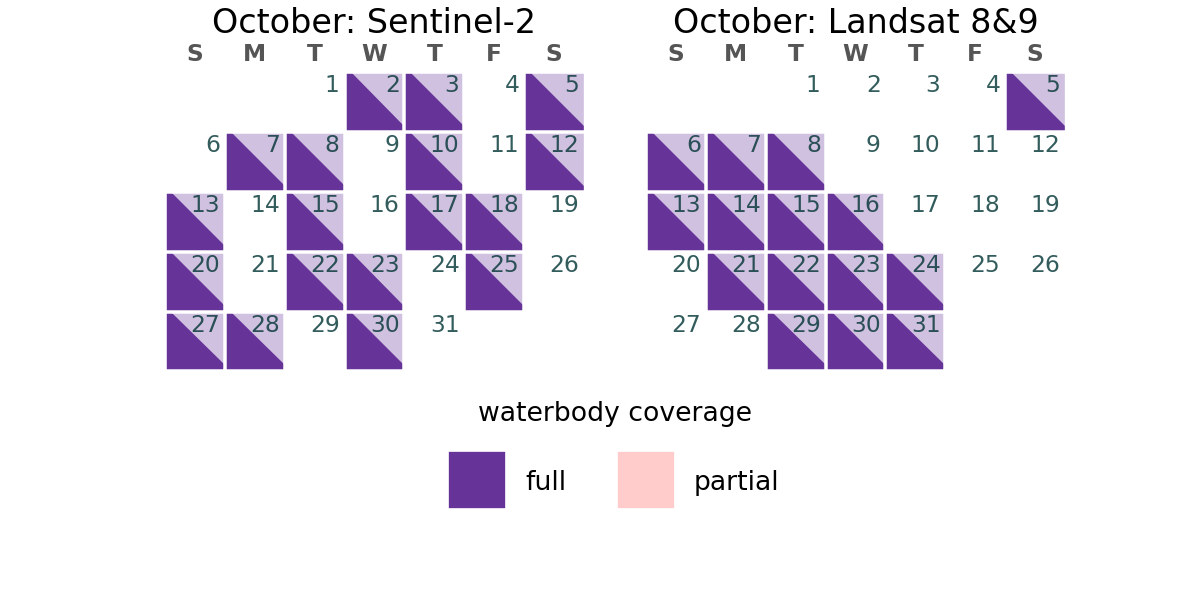 October: Sentinel-2
S M T W T F S
1 2 3 4 5
6 7 8 9 10 11 12
13 14 15 16 17 18 19
20 21 22 23 24 25 26
27 28 29 30 31
October: Landsat 8&9
S M T W T F S
1 2 3 4 5
6 7 8 9 10 11 12
13 14 15 16 17 18 19
20 21 22 23 24 25 26
27 28 29 30 31
waterbody coverage
full partial